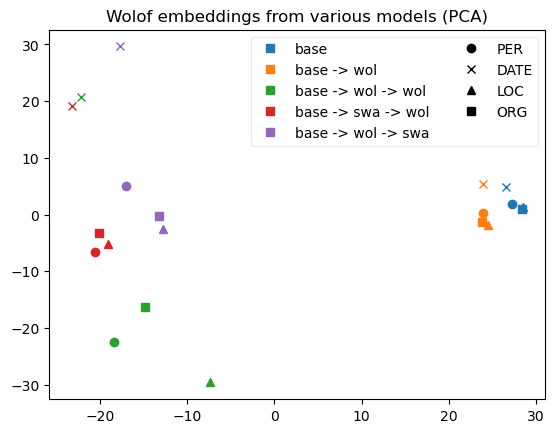 Wolof embeddings from various models (PCA)
base
base -> wol
base -> wol -> wol
base -> swa -> wol
base -> wol -> swa
PER
DATE
LOC
ORG
30
20
10
0
−10
−20
−30
−20 −10 0 10 20 30